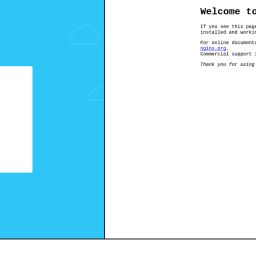 Welcome to
If you see this page
installed and workin
For online document
nginx.org.
Commercial support
Thank you for using